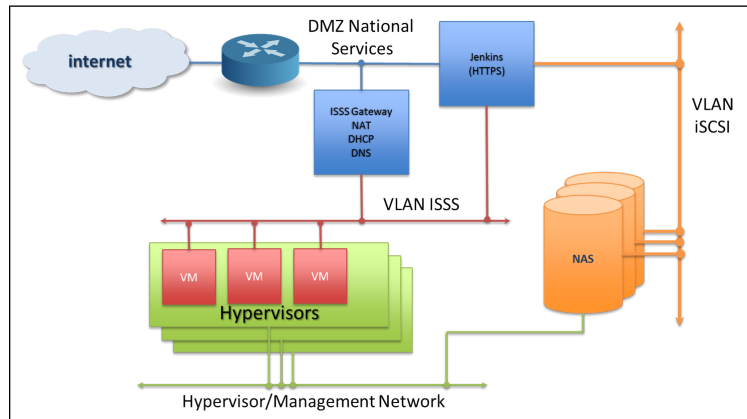 DMZ National
Services
internet
Jenkins
(HTTPS)
ISSS Gateway
NAT
DHCP
DNS
VLAN
iSCSI
VLAN ISSS
VM
VM
VM
NAS
Hypervisors
Hypervisor/Management Network